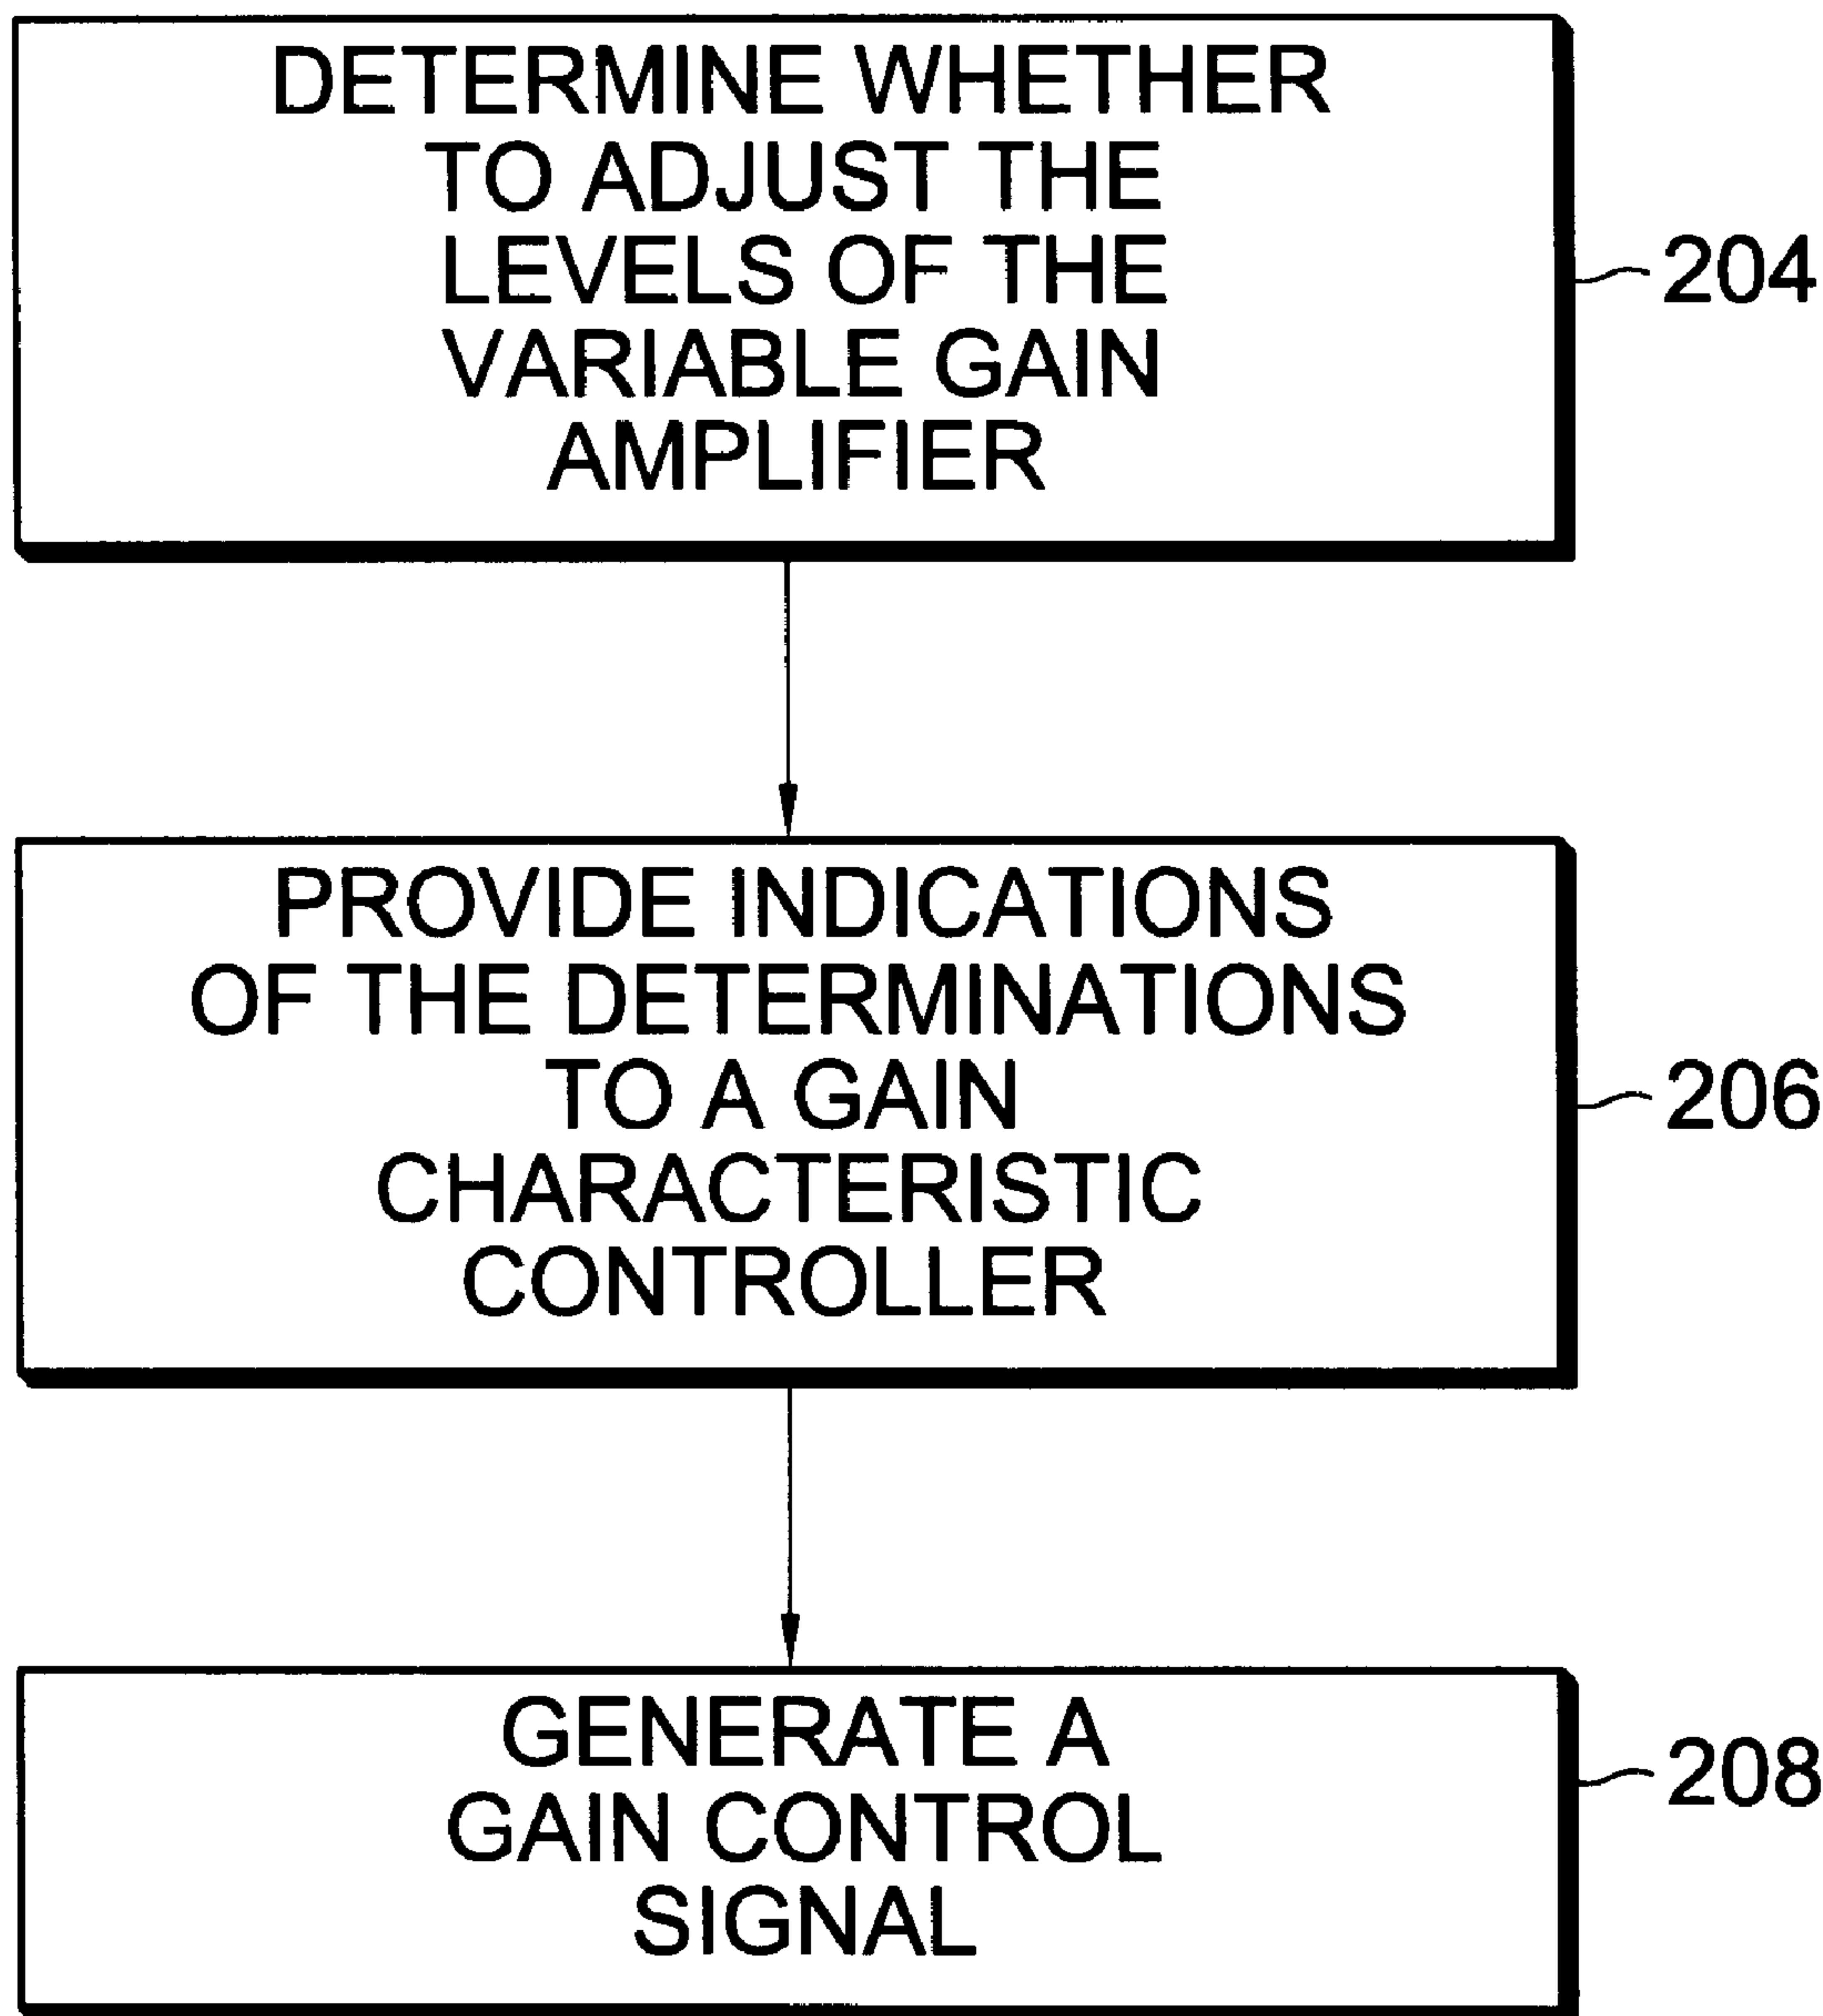 DETERMINE WHETHER
TO ADJUST THE
LEVELS OF THE
VARIABLE GAIN
AMPLIFIER
204
PROVIDE INDICATIONS
OF THE DETERMINATIONS
TO A GAIN
CHARACTERISTIC
CONTROLLER
206
GENERATE A
GAIN CONTROL
SIGNAL
208